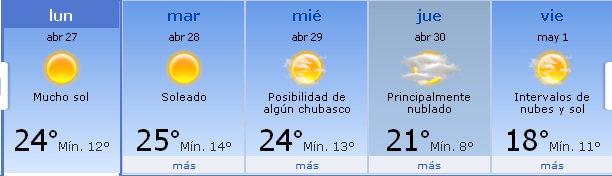 lun
abr 27
Mucho sol
24° Mín. 12°
mar
abr 28
Soleado
25° Mín. 14°
más
mié
abr 29
Posibilidad de
algún chubasco
24° Mín. 13°
más
jue
abr 30
Principalmente
nublado
21° Mín. 8°
más
vie
may 1
Intervalos de
nubes y sol
18° Mín. 11°
más